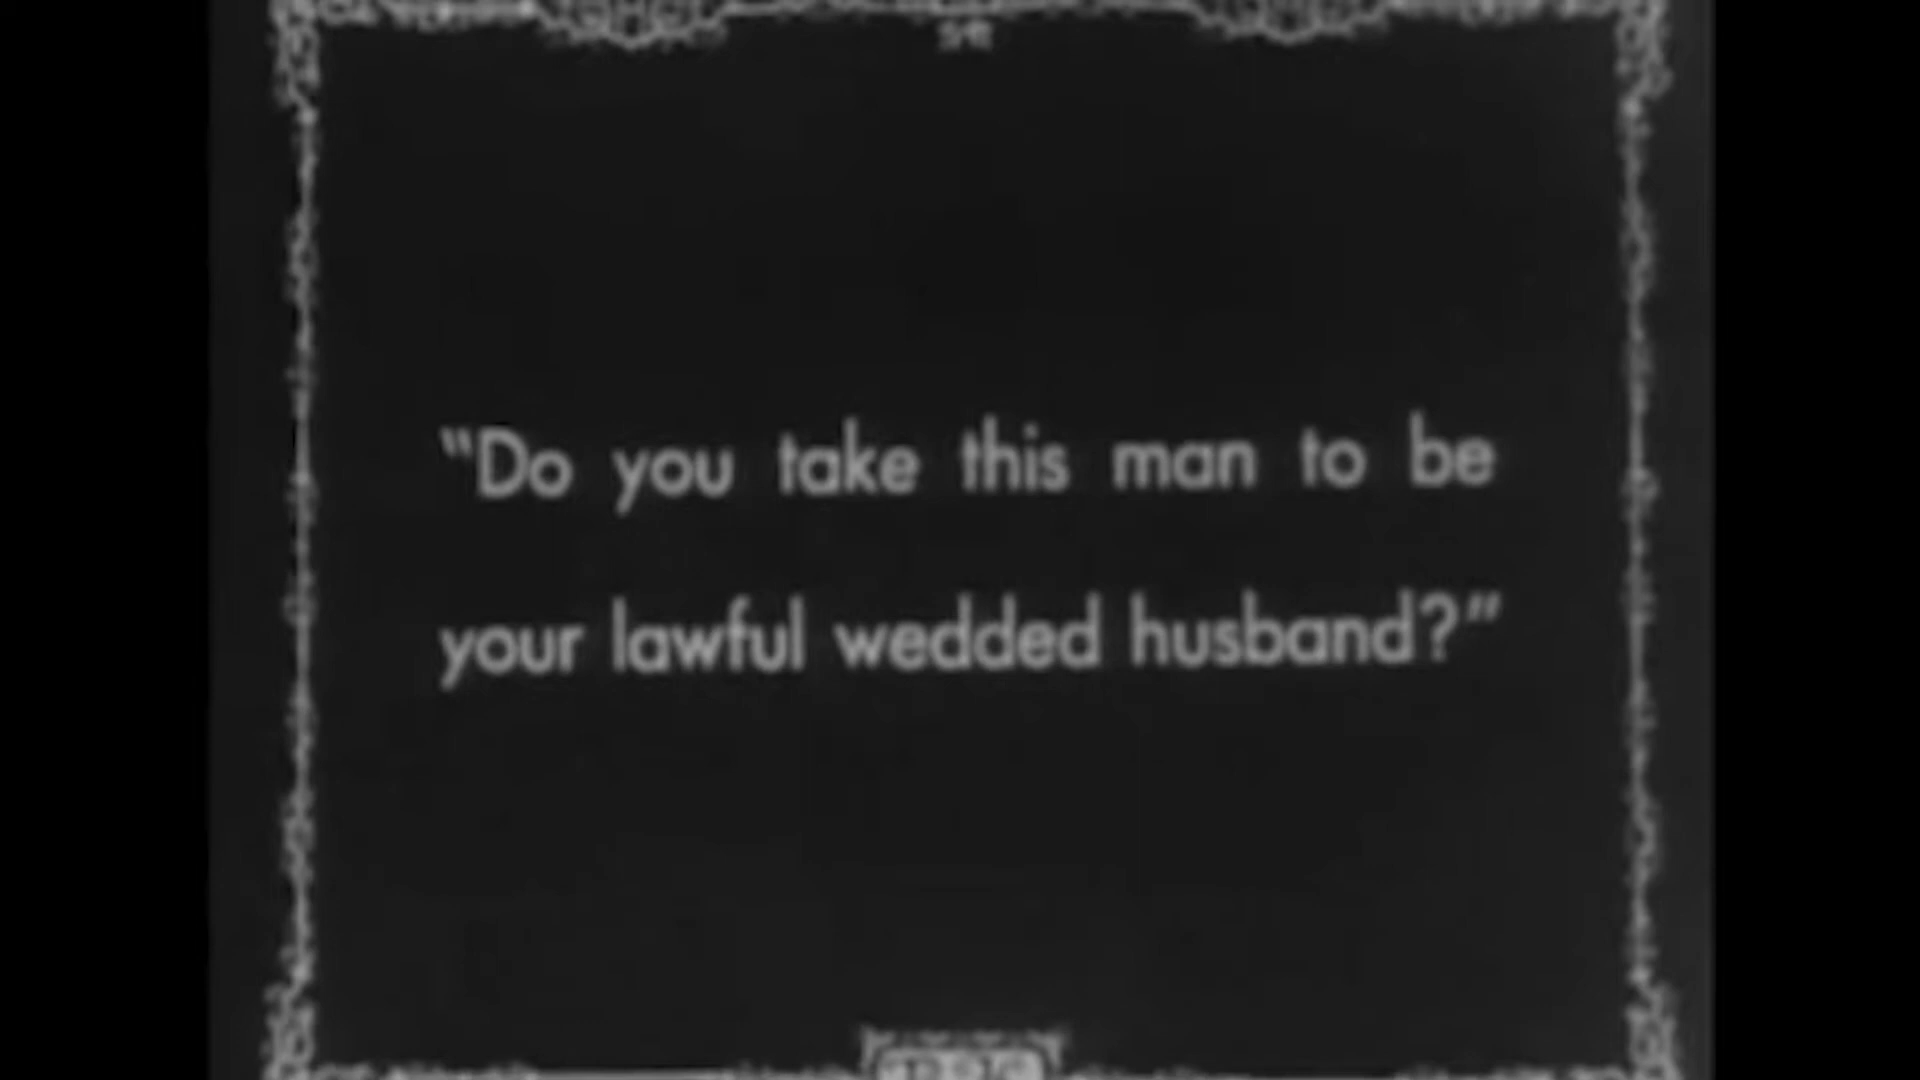 “Do you take this man to be
your lawful wedded husband?”